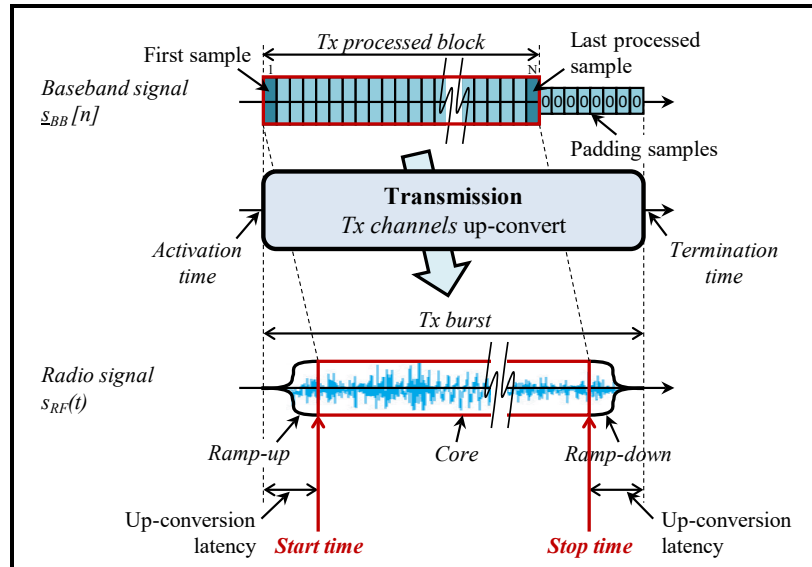 Tx processed block
First sample
Last processed
sample
1
N
Baseband signal
s_BB[n]
0 0 0 0 0 0 0 0
Padding samples
Transmission
Tx channels up-convert
Activation
time
Termination
time
Tx burst
Radio signal
s_RF(t)
Ramp-up
Core
Ramp-down
Up-conversion
latency
Start time
Stop time
Up-conversion
latency